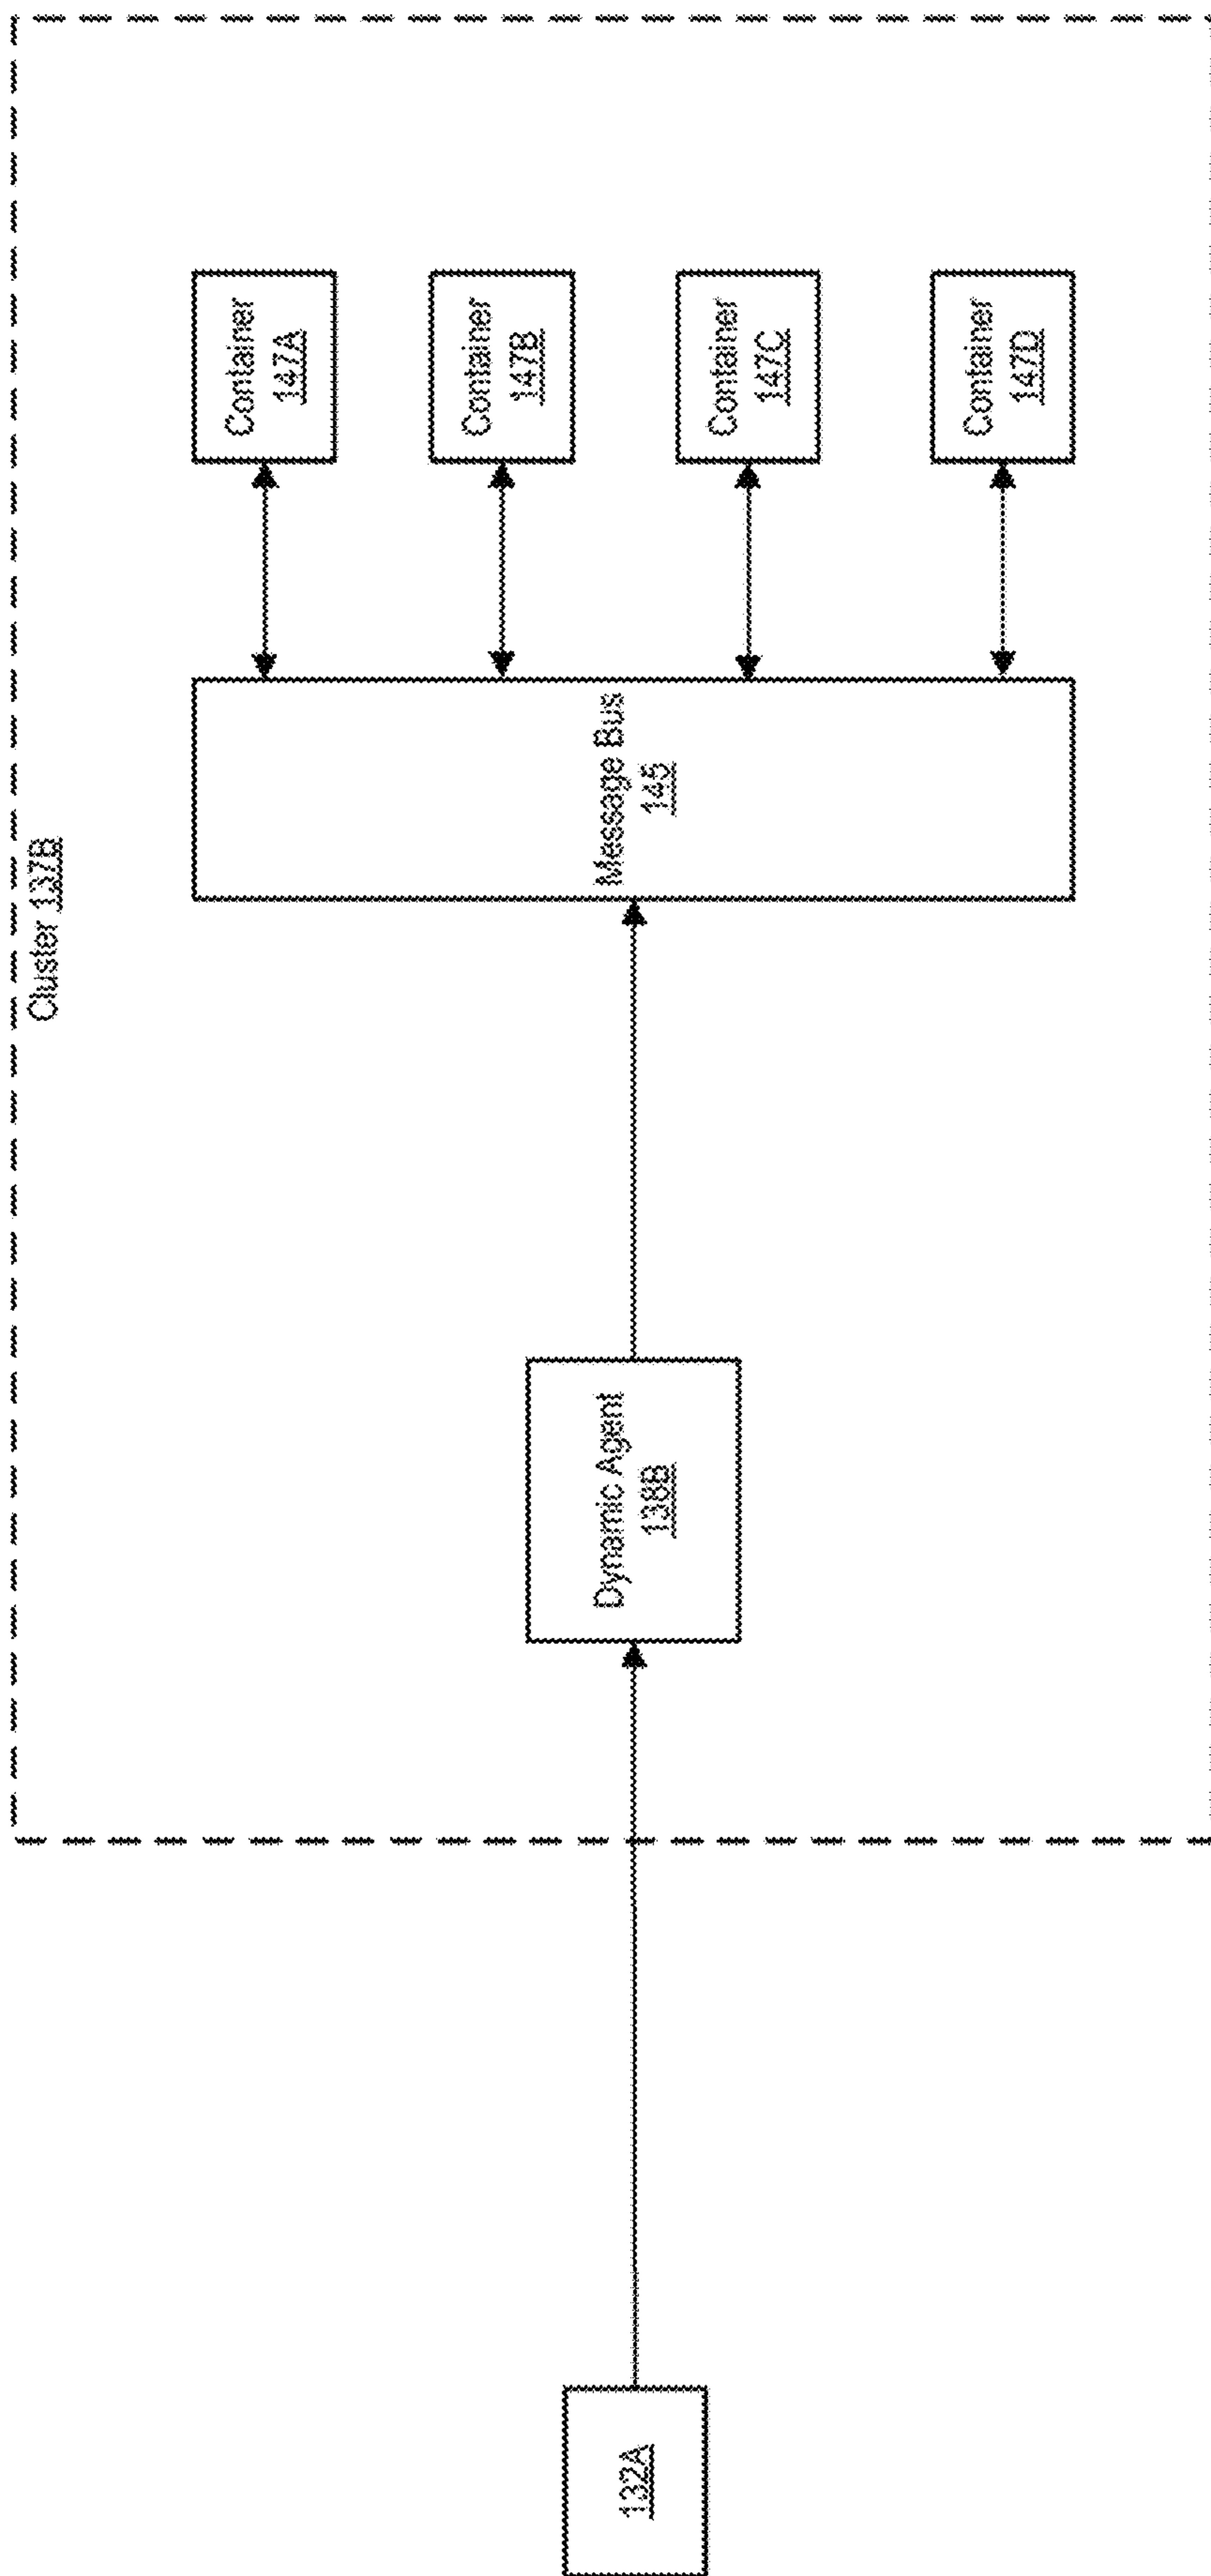 Cluster 137B
Container
147A
Container
147B
Container
147C
Container
147D
Message Bus
145
Dynamic Agent
138B
132A